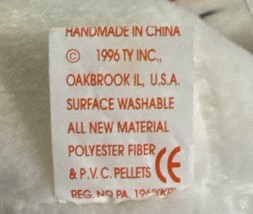 HANDMADE IN CHINA
© 1996 TY INC.,
OAKBROOK IL, U.S.A.
SURFACE WASHABLE
ALL NEW MATERIAL
POLYESTER FIBER
& P.V.C. PELLETS CE
REG. NO PA.